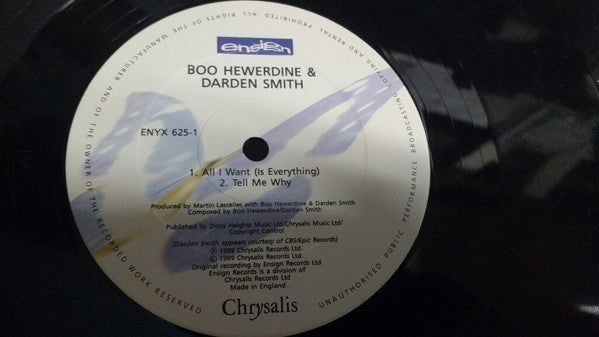 ensign
BOO HEWERDINE &
DARDEN SMITH
ENYX 625-1
1. All I Want (Is Everything)
2. Tell Me Why
Produced by Martin Lascelles with Boo Hewerdine & Darden Smith
Composed by Boo Hewerdine/Darden Smith
Published by Dizzy Heights Music Ltd/Chrysalis Music Ltd/
Copyright Control
(Darden Smith appears courtesy of CBS/Epic Records)
℗ 1989 Chrysalis Records Ltd.
© 1989 Chrysalis Records Ltd.
Original recording by Ensign Records Ltd
Ensign Records is a division of
Chrysalis Records Ltd
Made in England
Chrysalis
ALL RIGHTS OF THE MANUFACTURER AND OF THE OWNER OF THE RECORDED WORK RESERVED
UNAUTHORISED PUBLIC PERFORMANCE BROADCASTING COPYING AND RENTAL PROHIBITED